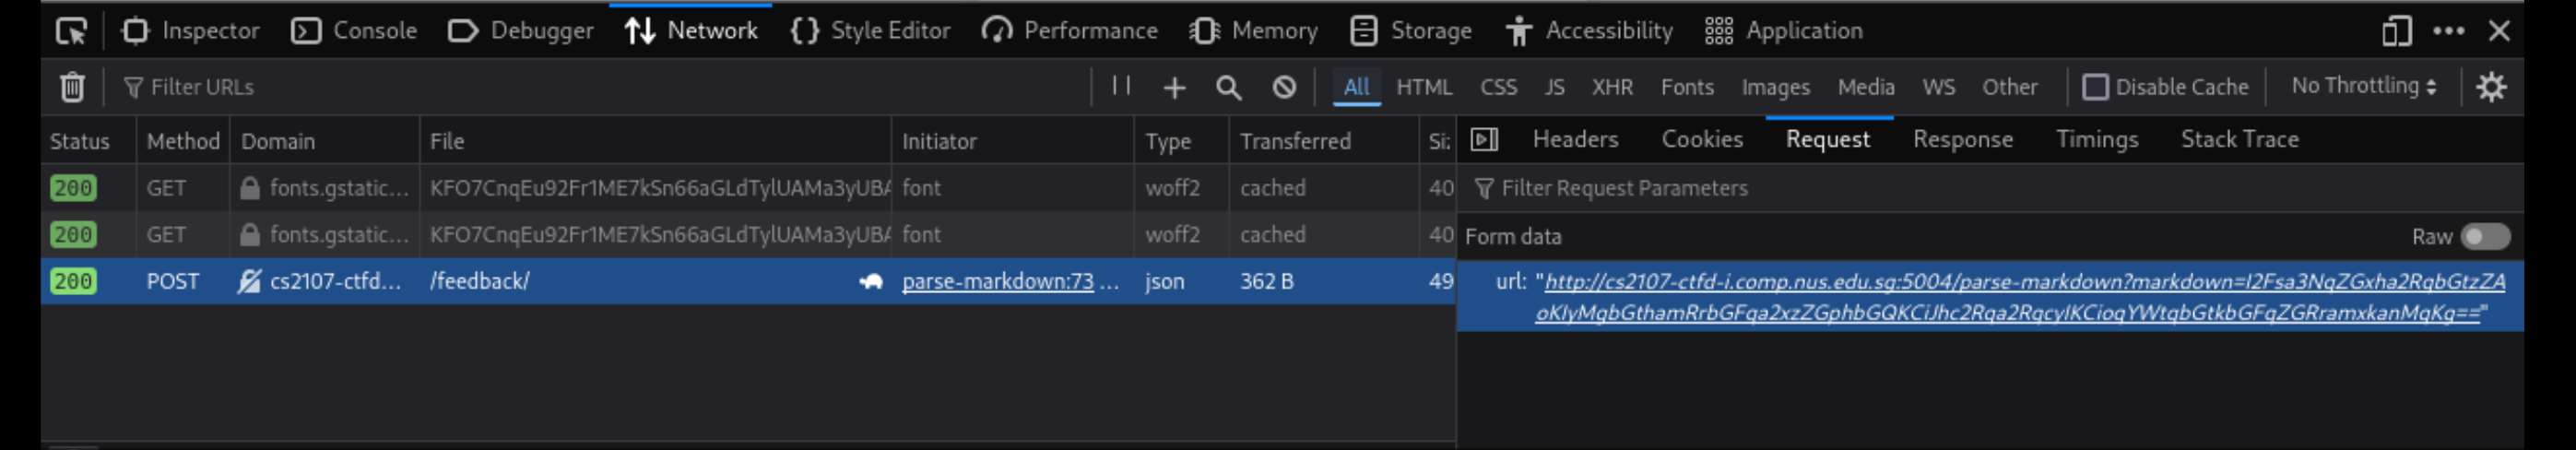 Inspector Console Debugger Network Style Editor Performance Memory Storage Accessibility Application
Filter URLs All HTML CSS JS XHR Fonts Images Media WS Other Disable Cache No Throttling
Status Method Domain File Initiator Type Transferred Headers Cookies Request Response Timings Stack Trace
200 GET fonts.gstatic... KFO7CnqEu92Fr1ME7kSn66aGLdTylUAMa3yUBA font woff2 cached 40 Filter Request Parameters
200 GET fonts.gstatic... KFO7CnqEu92Fr1ME7kSn66aGLdTylUAMa3yUBA font woff2 cached 40 Form data Raw
200 POST cs2107-ctfd... /feedback/ parse-markdown:73 ... json 362 B 49 url: "http://cs2107-ctfd-i.comp.nus.edu.sg:5004/parse-markdown?markdown=I2Fsa3NqZGxha2RqbGtzZA
oKIyMgbGthamRrbGFqa2xzZGphbGQKCiJhc2Rqa2RqcyIKCioqYWtqbGtkbGFqZGRramxkanMqKg=="